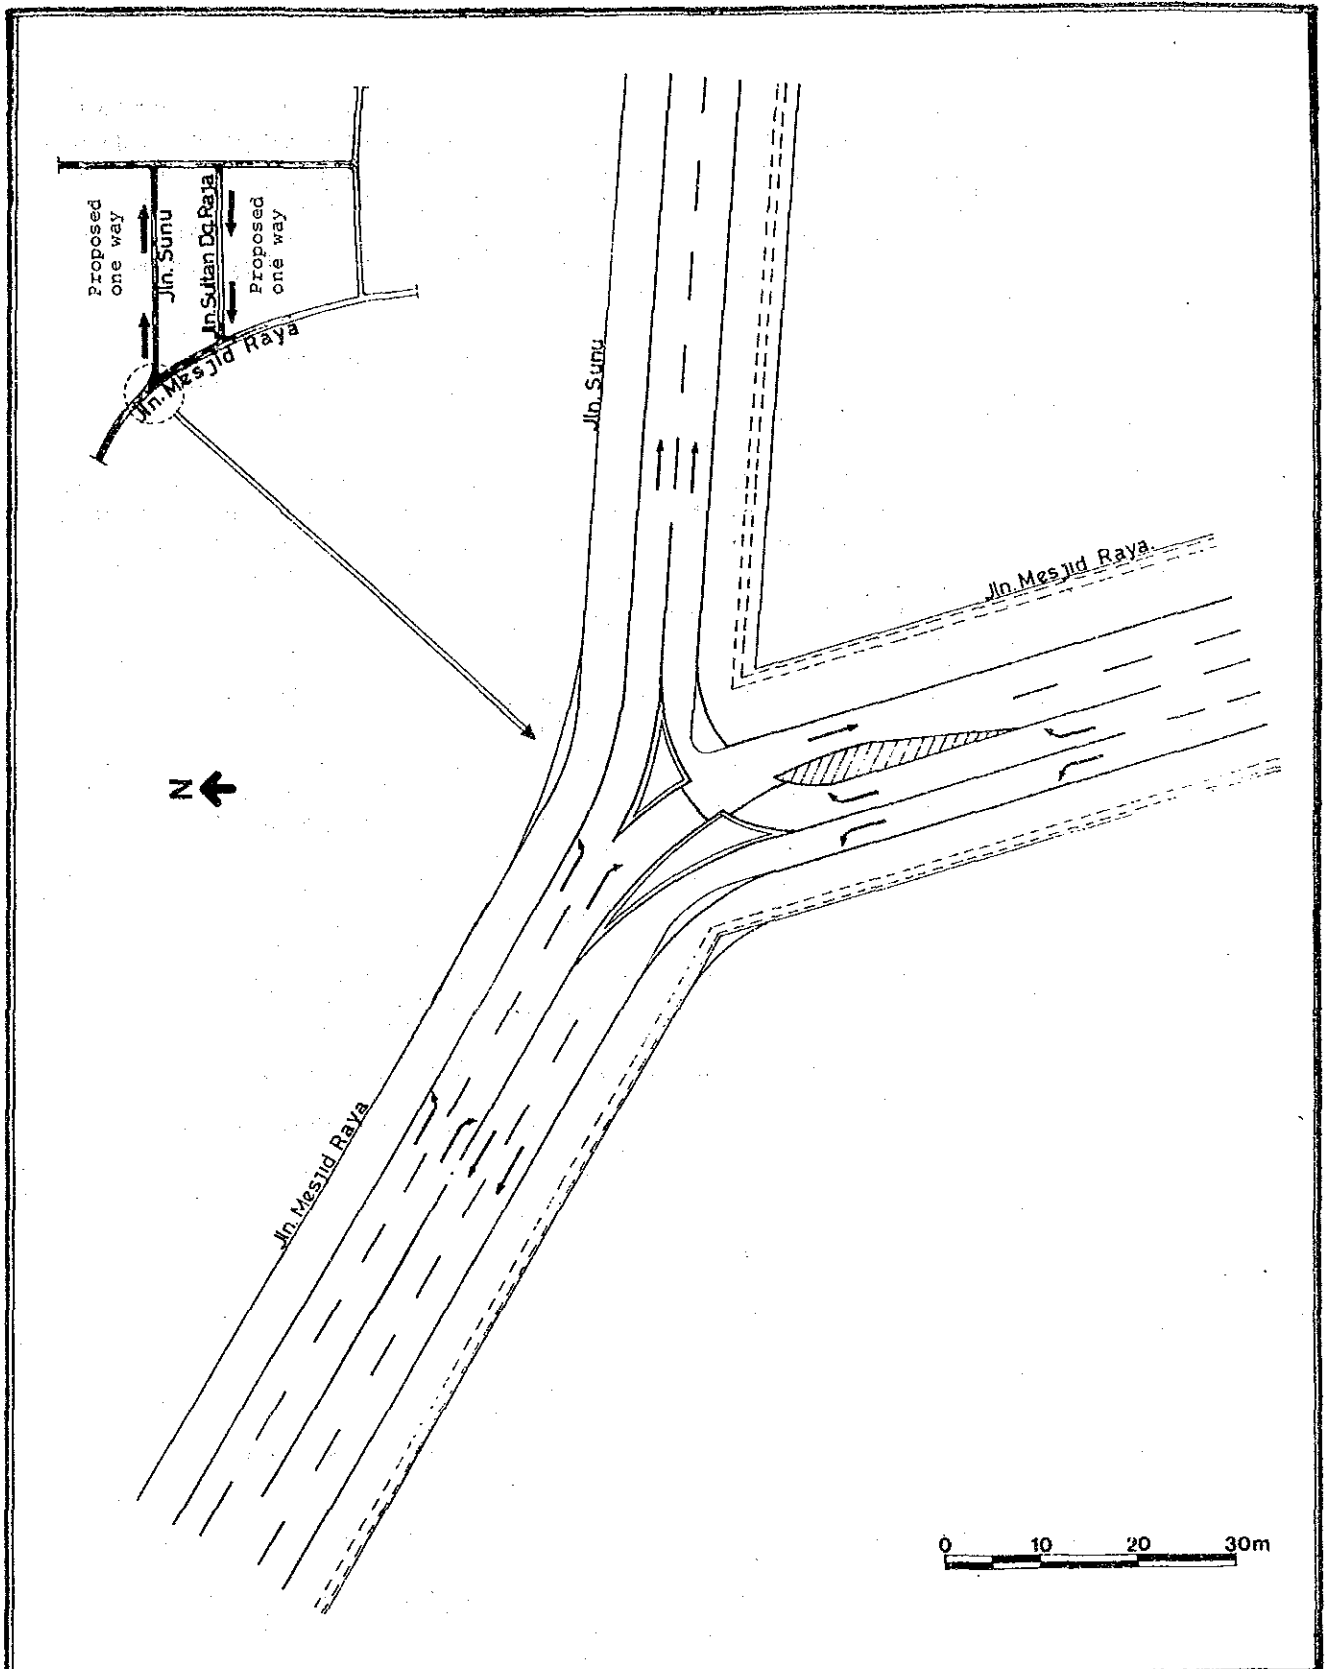 Proposed
one way
Jln. Sunu
Jln. Sultan Dg. Raja
Proposed
one way
Jln. Mesjid Raya
Jln. Sunu
Jln. Mesjid Raya.
N
Jln. Mesjid Raya
0 10 20 30m